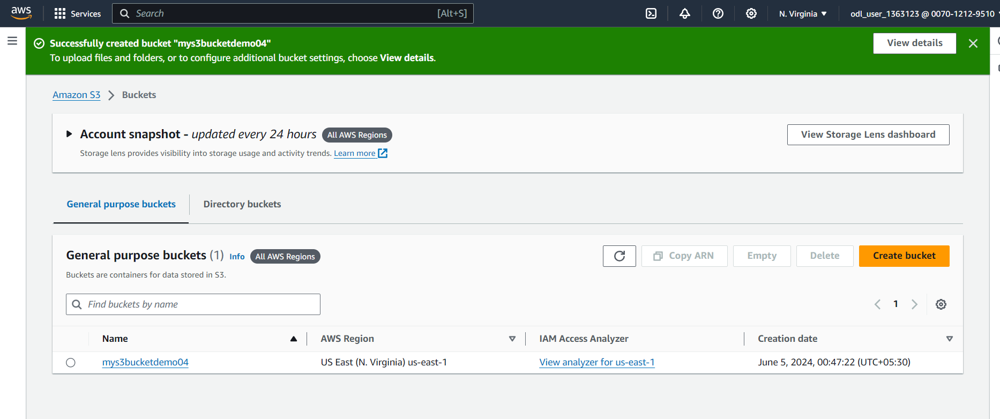 aws Services Search [Alt+S] N. Virginia odl_user_1363123 @ 0070-1212-9510
Successfully created bucket "mys3bucketdemo04"
To upload files and folders, or to configure additional bucket settings, choose View details.
View details
Amazon S3 Buckets
Account snapshot - updated every 24 hours All AWS Regions
Storage lens provides visibility into storage usage and activity trends. Learn more
View Storage Lens dashboard
General purpose buckets Directory buckets
General purpose buckets (1) Info All AWS Regions
Buckets are containers for data stored in S3.
Copy ARN Empty Delete Create bucket
Find buckets by name
1
Name AWS Region IAM Access Analyzer Creation date
mys3bucketdemo04 US East (N. Virginia) us-east-1 View analyzer for us-east-1 June 5, 2024, 00:47:22 (UTC+05:30)